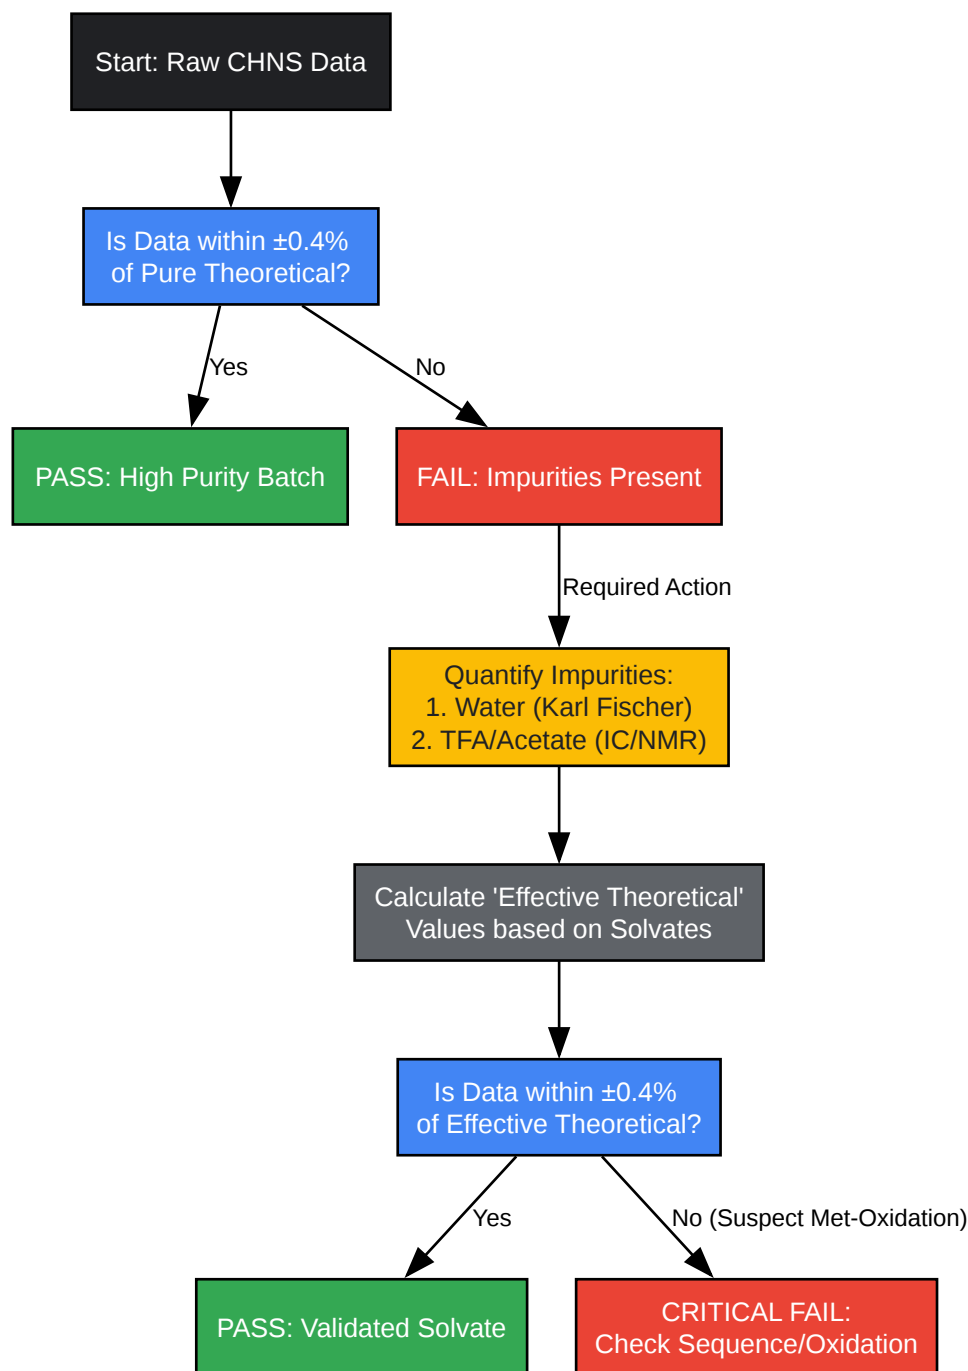 Start: Raw CHNS Data
Is Data within ±0.4%
of Pure Theoretical?
Yes
No
PASS: High Purity Batch
FAIL: Impurities Present
Required Action
Quantify Impurities:
1. Water (Karl Fischer)
2. TFA/Acetate (IC/NMR)
Calculate 'Effective Theoretical'
Values based on Solvates
Is Data within ±0.4%
of Effective Theoretical?
Yes
No (Suspect Met-Oxidation)
PASS: Validated Solvate
CRITICAL FAIL:
Check Sequence/Oxidation